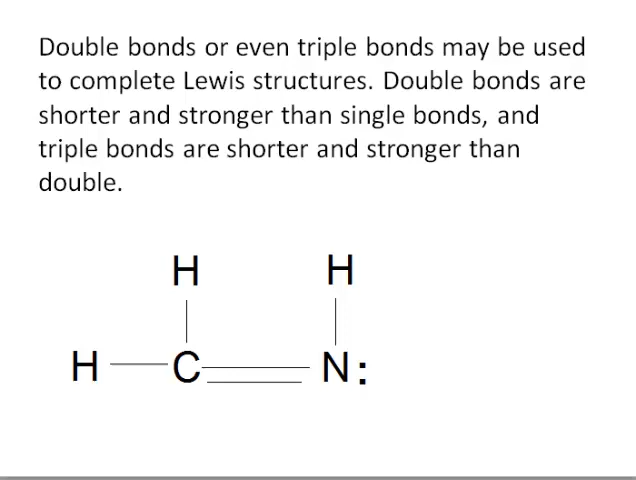 Double bonds or even triple bonds may be used
to complete Lewis structures. Double bonds are
shorter and stronger than single bonds, and
triple bonds are shorter and stronger than
double.
H H
H C N: